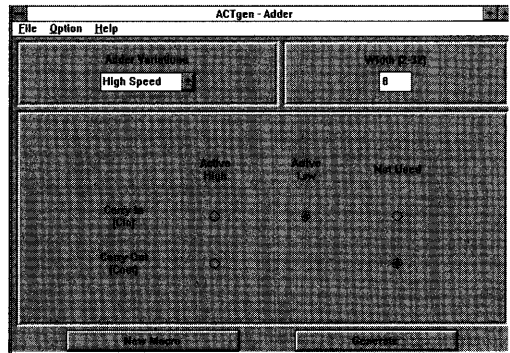 ACTgen - Adder
File Option Help
Adder Variations
Width [2-32]
High Speed
8
Active High
Active Low
Not Used
Carry-In [Cin]
Carry-Out [Cout]
New Macro
Generate